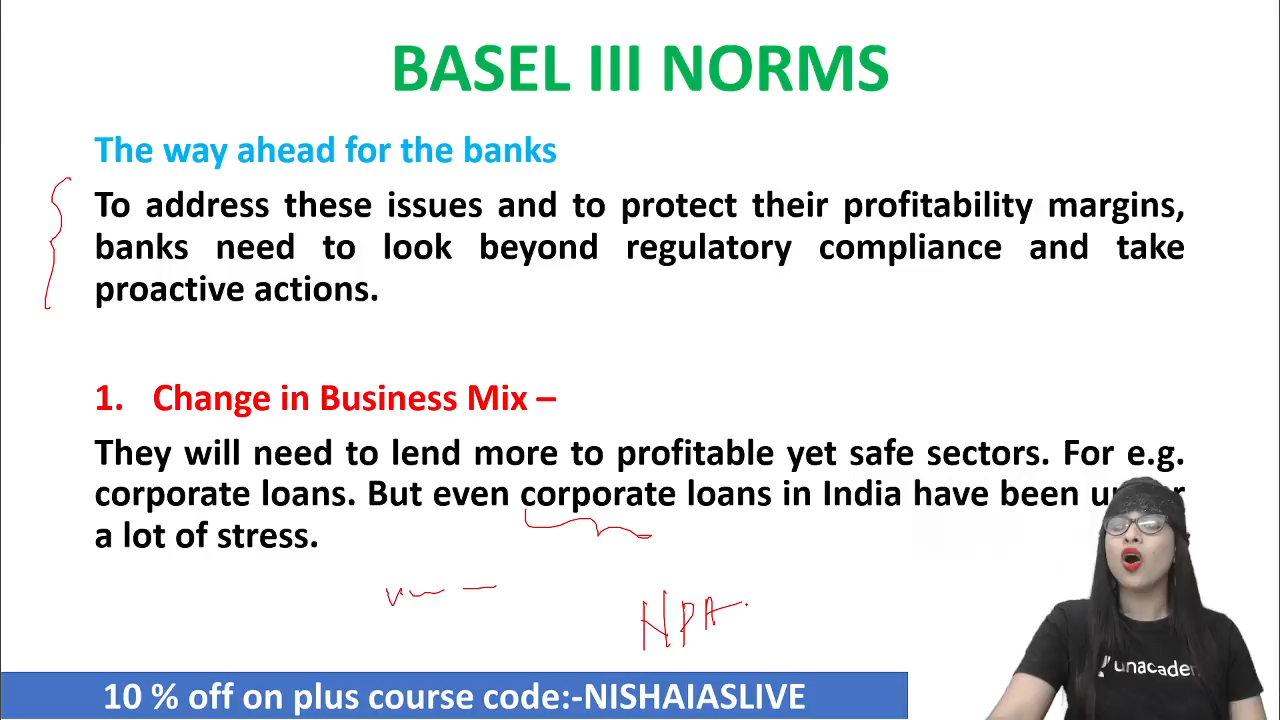 BASEL III NORMS
The way ahead for the banks
To address these issues and to protect their profitability margins,
banks need to look beyond regulatory compliance and take
proactive actions.
1. Change in Business Mix –
They will need to lend more to profitable yet safe sectors. For e.g.
corporate loans. But even corporate loans in India have been
a lot of stress.
NPA
unacade
10 % off on plus course code:-NISHAIASLIVE